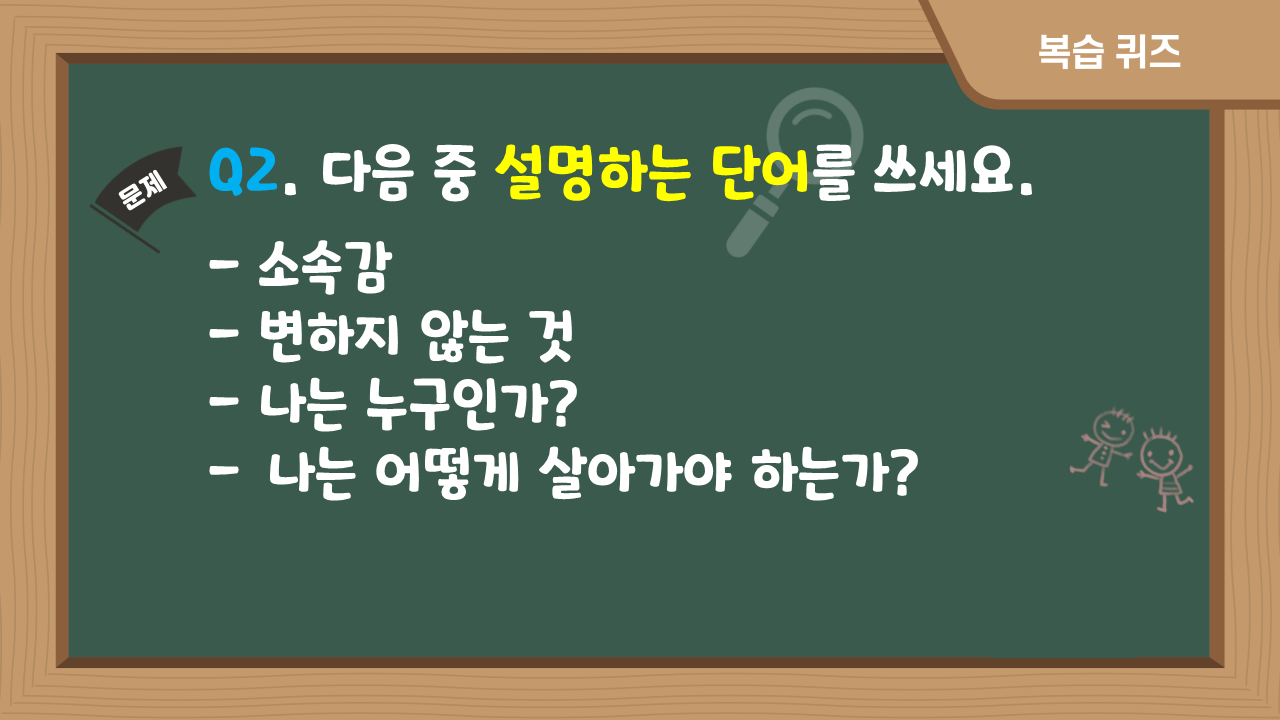 복습 퀴즈
문제
Q2. 다음 중 설명하는 단어를 쓰세요.
- 소속감
- 변하지 않는 것
- 나는 누구인가?
- 나는 어떻게 살아가야 하는가?